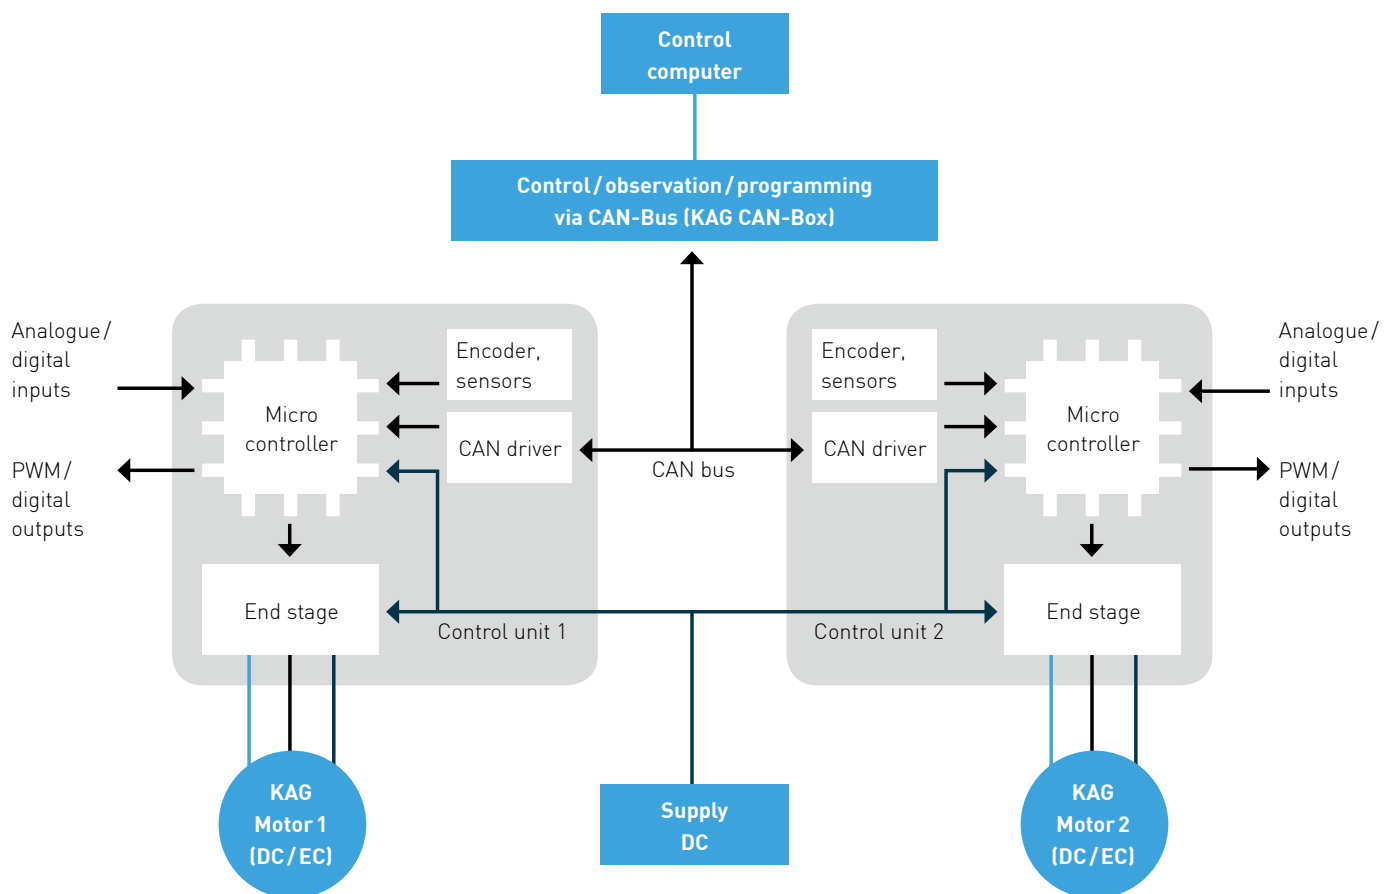 Control
computer
Control / observation / programming
via CAN-Bus (KAG CAN-Box)
Analogue /
digital
inputs
PWM /
digital
outputs
Micro
controller
Encoder,
sensors
CAN driver
End stage
Control unit 1
CAN bus
Encoder,
sensors
CAN driver
Micro
controller
End stage
Control unit 2
Analogue /
digital
inputs
PWM /
digital
outputs
KAG
Motor 1
(DC / EC)
Supply
DC
KAG
Motor 2
(DC / EC)